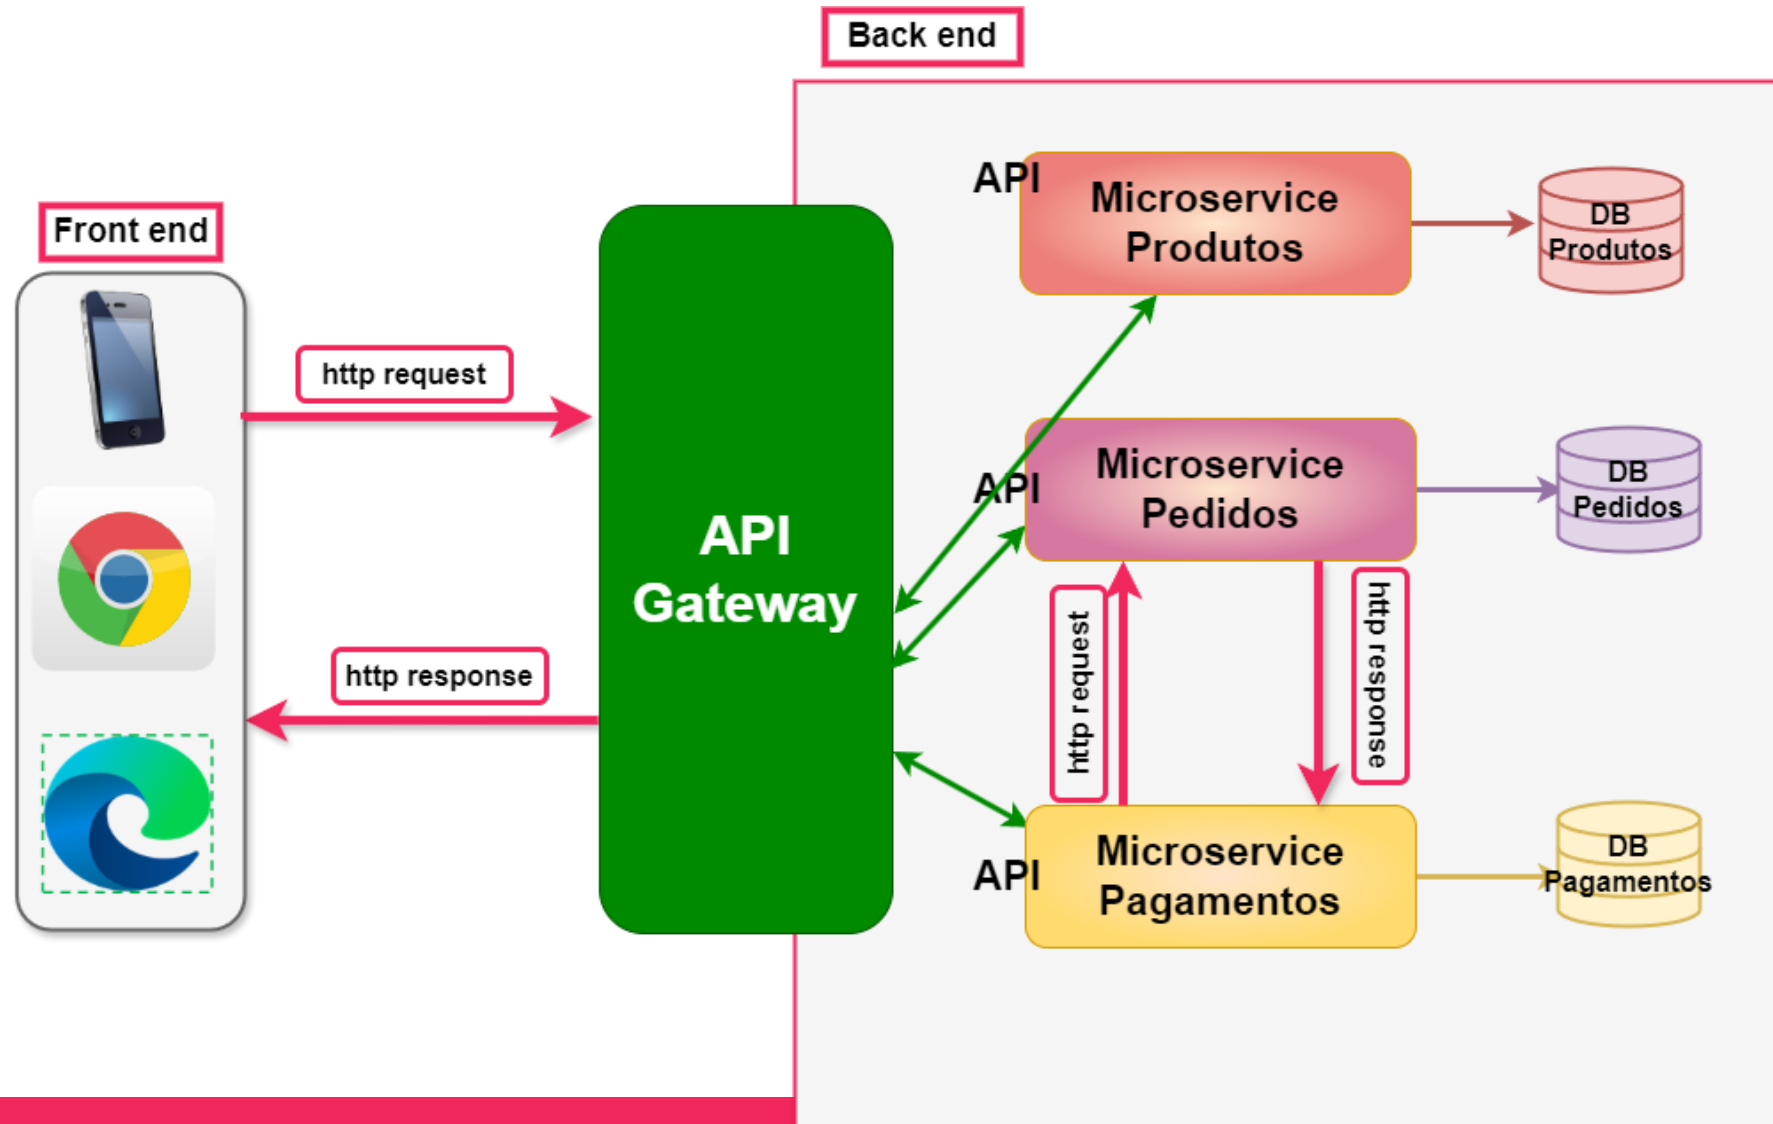 Back end
Front end
http request
http response
API
Gateway
API
Microservice
Produtos
DB
Produtos
API
Microservice
Pedidos
DB
Pedidos
http request
http response
API
Microservice
Pagamentos
DB
Pagamentos